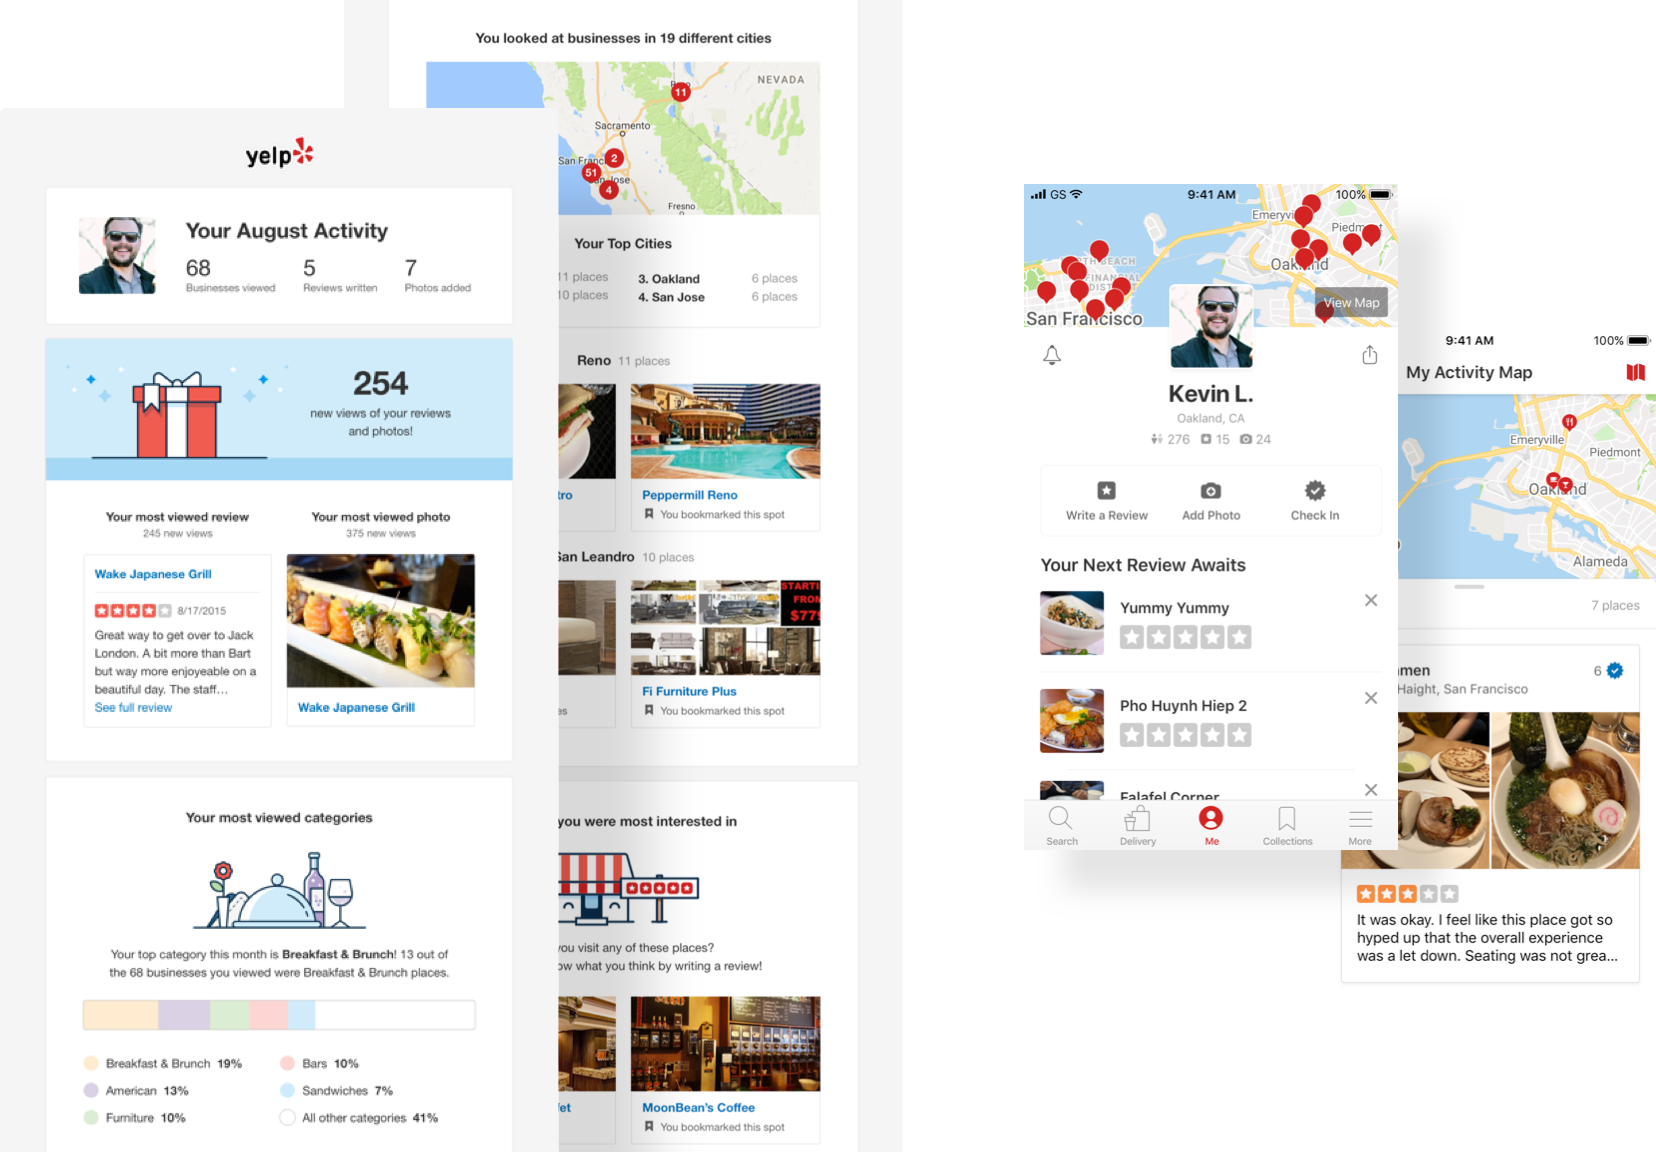 You looked at businesses in 19 different cities
NEVADA
11
Sacramento
San Franc
2
51
San Jose
4
Fresno
Your Top Cities
11 places
3. Oakland
6 places
10 places
4. San Jose
6 places
Reno 11 places
tro
Peppermill Reno
You bookmarked this spot
San Leandro 10 places
STARTI
FROM
$779
es
Fi Furniture Plus
You bookmarked this spot
you were most interested in
you visit any of these places?
ow what you think by writing a review!
fet
MoonBean's Coffee
You bookmarked this spot
yelp
Your August Activity
68
5
7
Businesses viewed
Reviews written
Photos added
254
new views of your reviews
and photos!
Your most viewed review
245 new views
Your most viewed photo
375 new views
Wake Japanese Grill
8/17/2015
Great way to get over to Jack
London. A bit more than Bart
but way more enjoyeable on a
beautiful day. The staff...
See full review
Wake Japanese Grill
Your most viewed categories
Your top category this month is Breakfast & Brunch! 13 out of
the 68 businesses you viewed were Breakfast & Brunch places.
Breakfast & Brunch 19%
Bars 10%
American 13%
Sandwiches 7%
Furniture 10%
All other categories 41%
GS
9:41 AM
100%
Emeryvil
Piedmont
Oakland
RTH BEACH
FINANCIAL
DIST
San Francisco
View Map
Kevin L.
Oakland, CA
276 15 24
Write a Review
Add Photo
Check In
Your Next Review Awaits
Yummy Yummy
Pho Huynh Hiep 2
Falafel Corner
Search
Delivery
Me
Collections
More
9:41 AM
100%
My Activity Map
Emeryville
Piedmont
Oakland
Alameda
7 places
men
6
Haight, San Francisco
It was okay. I feel like this place got so
hyped up that the overall experience
was a let down. Seating was not grea...